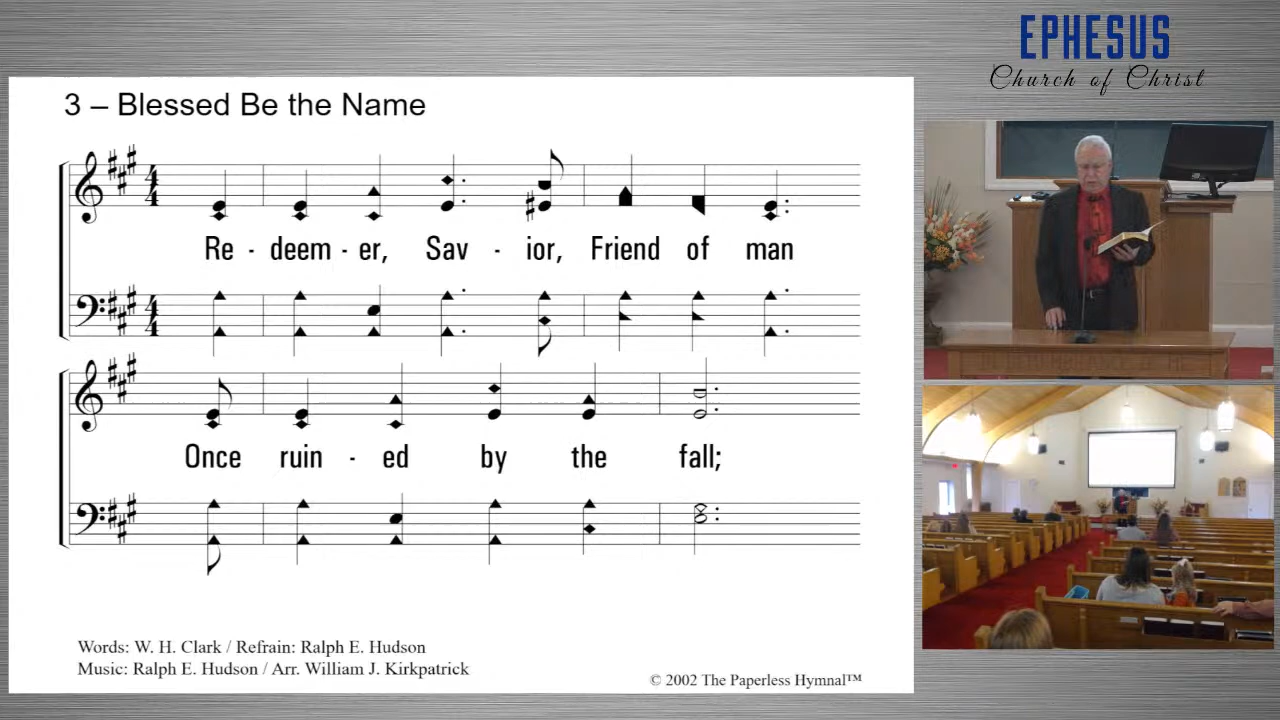 EPHESUS
Church of Christ
3 – Blessed Be the Name
Re - deem - er, Sav - ior, Friend of man
Once ruin - ed by the fall;
Words: W. H. Clark / Refrain: Ralph E. Hudson
Music: Ralph E. Hudson / Arr. William J. Kirkpatrick
© 2002 The Paperless Hymnal™